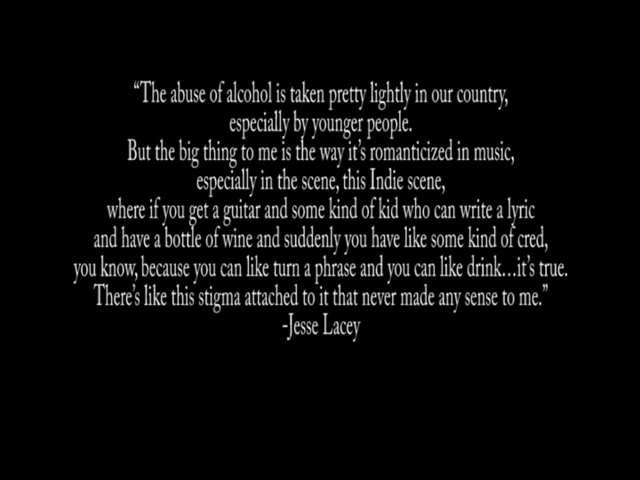 “The abuse of alcohol is taken pretty lightly in our country,
especially by younger people.
But the big thing to me is the way it’s romanticized in music,
especially in the scene, this Indie scene,
where if you get a guitar and some kind of kid who can write a lyric
and have a bottle of wine and suddenly you have like some kind of cred,
you know, because you can like turn a phrase and you can like drink...it’s true.
There’s like this stigma attached to it that never made any sense to me.”
-Jesse Lacey